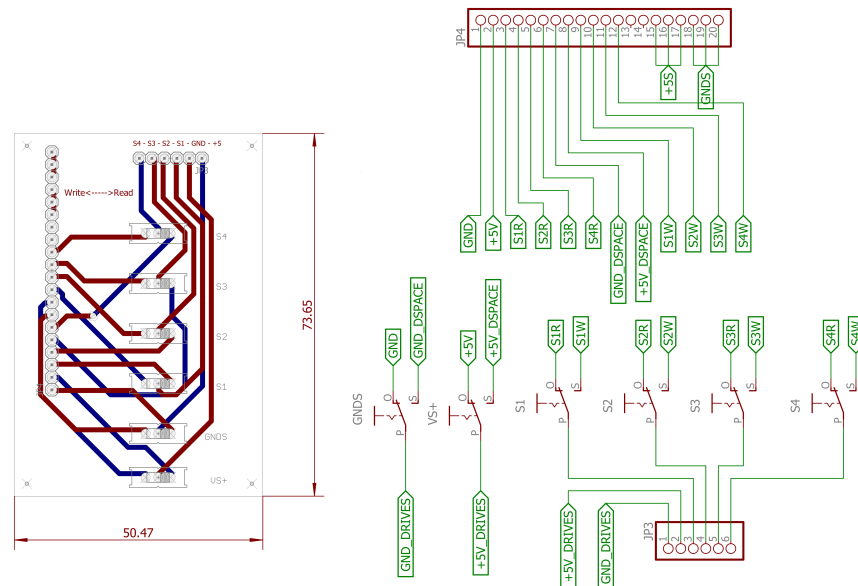 S4 - S3 - S2 - S1 - GND - +5
JP3
Write<----->Read
S4
S3
S2
S1
GNDS
VS+
73.65
50.47
JP4
1 2 3 4 5 6 7 8 9 10 11 12 13 14 15 16 17 18 19 20
+5S
GNDS
GND
+5V
S1R
S2R
S3R
S4R
GND_DSPACE
+5V_DSPACE
S1W
S2W
S3W
S4W
GND
GND_DSPACE
+5V
+5V_DSPACE
S1R
S1W
S2R
S2W
S3R
S3W
S4R
S4W
GNDS
O
S
P
VS+
O
S
P
S1
O
S
P
S2
O
S
P
S3
O
S
P
S4
O
S
P
GND_DRIVES
+5V_DRIVES
+5V_DRIVES
GND_DRIVES
JP3
1 2 3 4 5 6